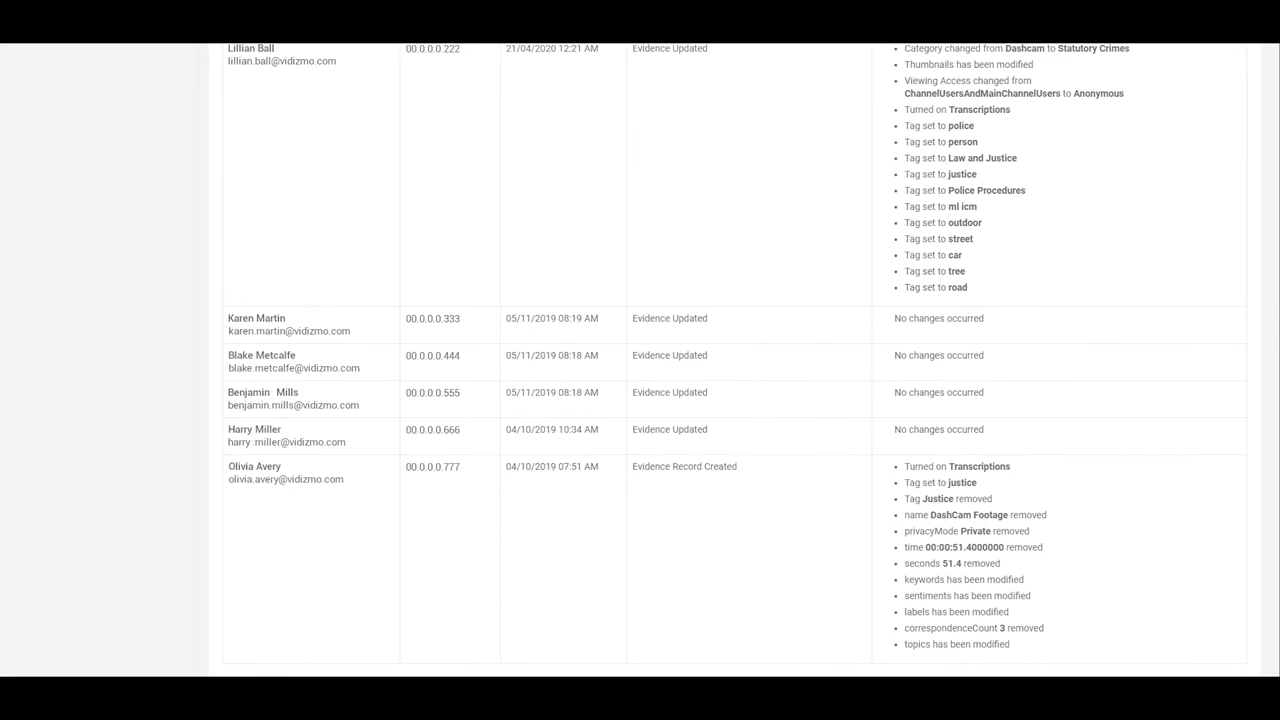 Lillian Ball 00.0.0.0.222 21/04/2020 12:21 AM Evidence Updated • Category changed from Dashcam to Statutory Crimes
lillian.ball@vidizmo.com
• Thumbnails has been modified
• Viewing Access changed from
ChannelUsersAndMainChannelUsers to Anonymous
• Turned on Transcriptions
• Tag set to police
• Tag set to person
• Tag set to Law and Justice
• Tag set to justice
• Tag set to Police Procedures
• Tag set to ml icm
• Tag set to outdoor
• Tag set to street
• Tag set to car
• Tag set to tree
• Tag set to road
Karen Martin 00.0.0.0.333 05/11/2019 08:19 AM Evidence Updated No changes occurred
karen.martin@vidizmo.com
Blake Metcalfe 00.0.0.0.444 05/11/2019 08:18 AM Evidence Updated No changes occurred
blake.metcalfe@vidizmo.com
Benjamin Mills 00.0.0.0.555 05/11/2019 08:18 AM Evidence Updated No changes occurred
benjamin.mills@vidizmo.com
Harry Miller 00.0.0.0.666 04/10/2019 10:34 AM Evidence Updated No changes occurred
harry .miller@vidizmo.com
Olivia Avery 00.0.0.0.777 04/10/2019 07:51 AM Evidence Record Created • Turned on Transcriptions
olivia.avery@vidizmo.com
• Tag set to justice
• Tag Justice removed
• name DashCam Footage removed
• privacyMode Private removed
• time 00:00:51.4000000 removed
• seconds 51.4 removed
• keywords has been modified
• sentiments has been modified
• labels has been modified
• correspondenceCount 3 removed
• topics has been modified